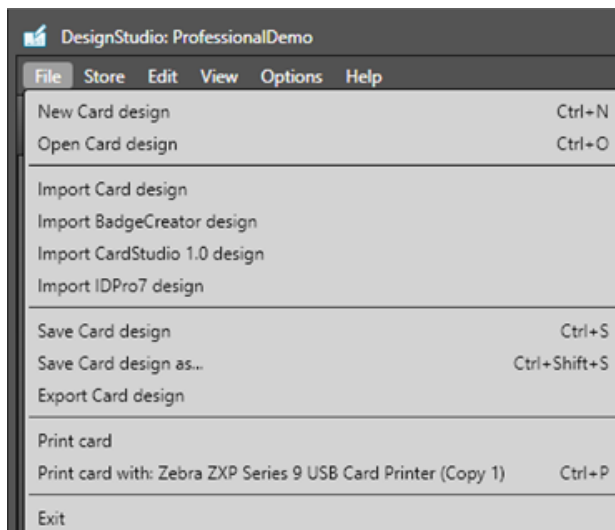 DesignStudio: ProfessionalDemo
File Store Edit View Options Help
New Card design Ctrl+N
Open Card design Ctrl+O
Import Card design
Import BadgeCreator design
Import CardStudio 1.0 design
Import IDPro7 design
Save Card design Ctrl+S
Save Card design as... Ctrl+Shift+S
Export Card design
Print card
Print card with: Zebra ZXP Series 9 USB Card Printer (Copy 1) Ctrl+P
Exit